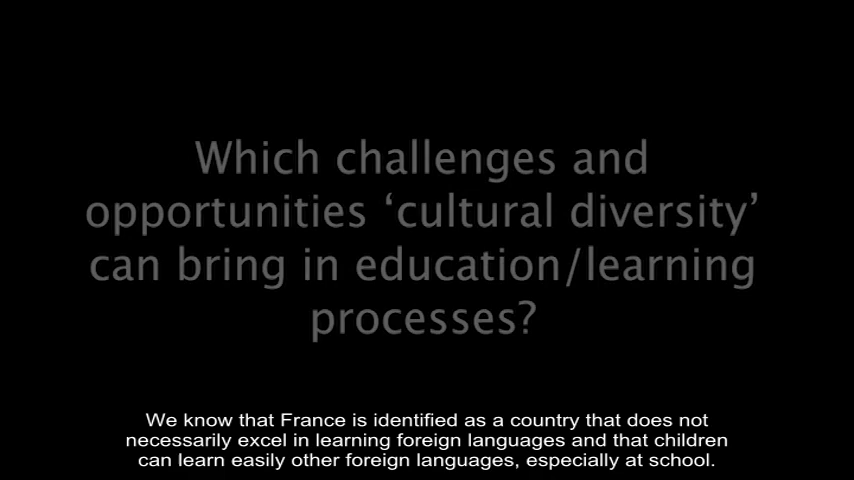 Which challenges and
opportunities ‘cultural diversity’
can bring in education/learning
processes?
We know that France is identified as a country that does not
necessarily excel in learning foreign languages and that children
can learn easily other foreign languages, especially at school.